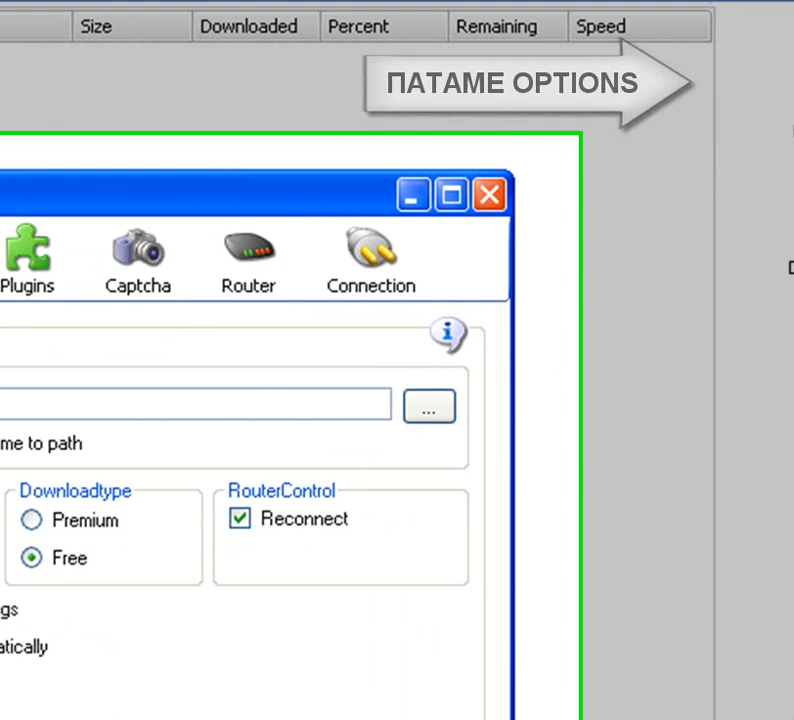 Size Downloaded Percent Remaining Speed
ΠΑΤΑΜΕ OPTIONS
Plugins Captcha Router Connection
...
me to path
Downloadtype RouterControl
Premium Reconnect
Free
gs
atically